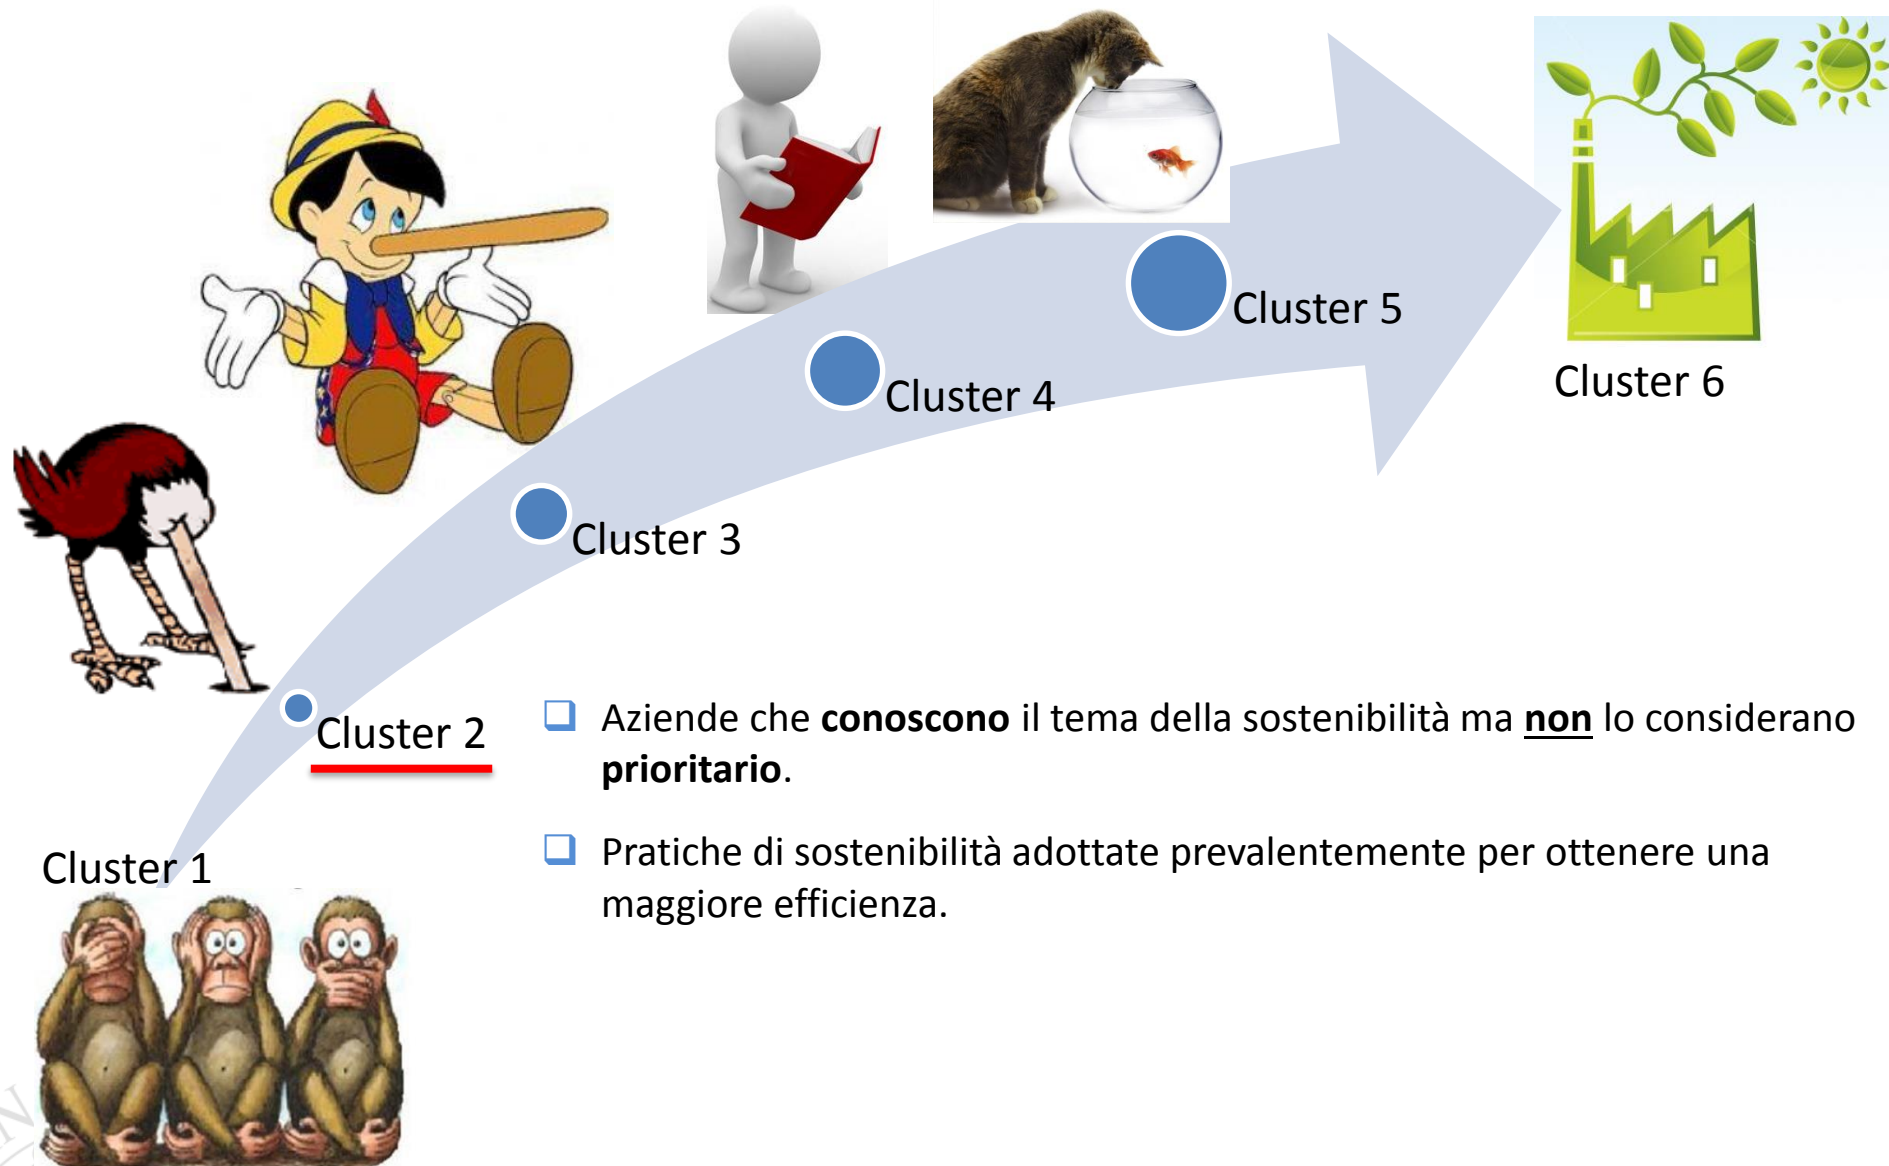 Cluster 5
Cluster 6
Cluster 4
Cluster 3
Cluster 2
Aziende che conoscono il tema della sostenibilità ma non lo considerano
prioritario.
Pratiche di sostenibilità adottate prevalentemente per ottenere una
maggiore efficienza.
Cluster 1